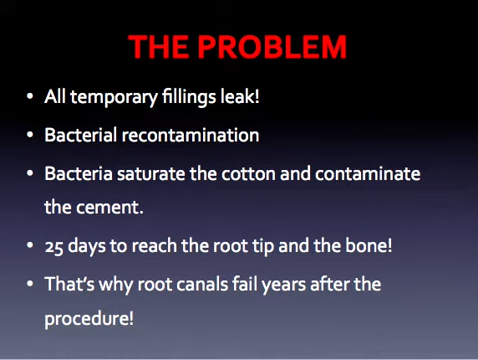 THE PROBLEM
• All temporary fillings leak!
• Bacterial recontamination
• Bacteria saturate the cotton and contaminate
the cement.
• 25 days to reach the root tip and the bone!
• That's why root canals fail years after the
procedure!